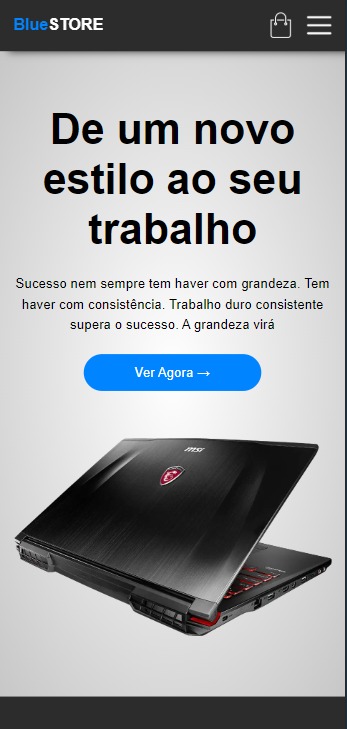 BlueSTORE
De um novo
estilo ao seu
trabalho
Sucesso nem sempre tem haver com grandeza. Tem
haver com consistência. Trabalho duro consistente
supera o sucesso. A grandeza virá
Ver Agora →
msi